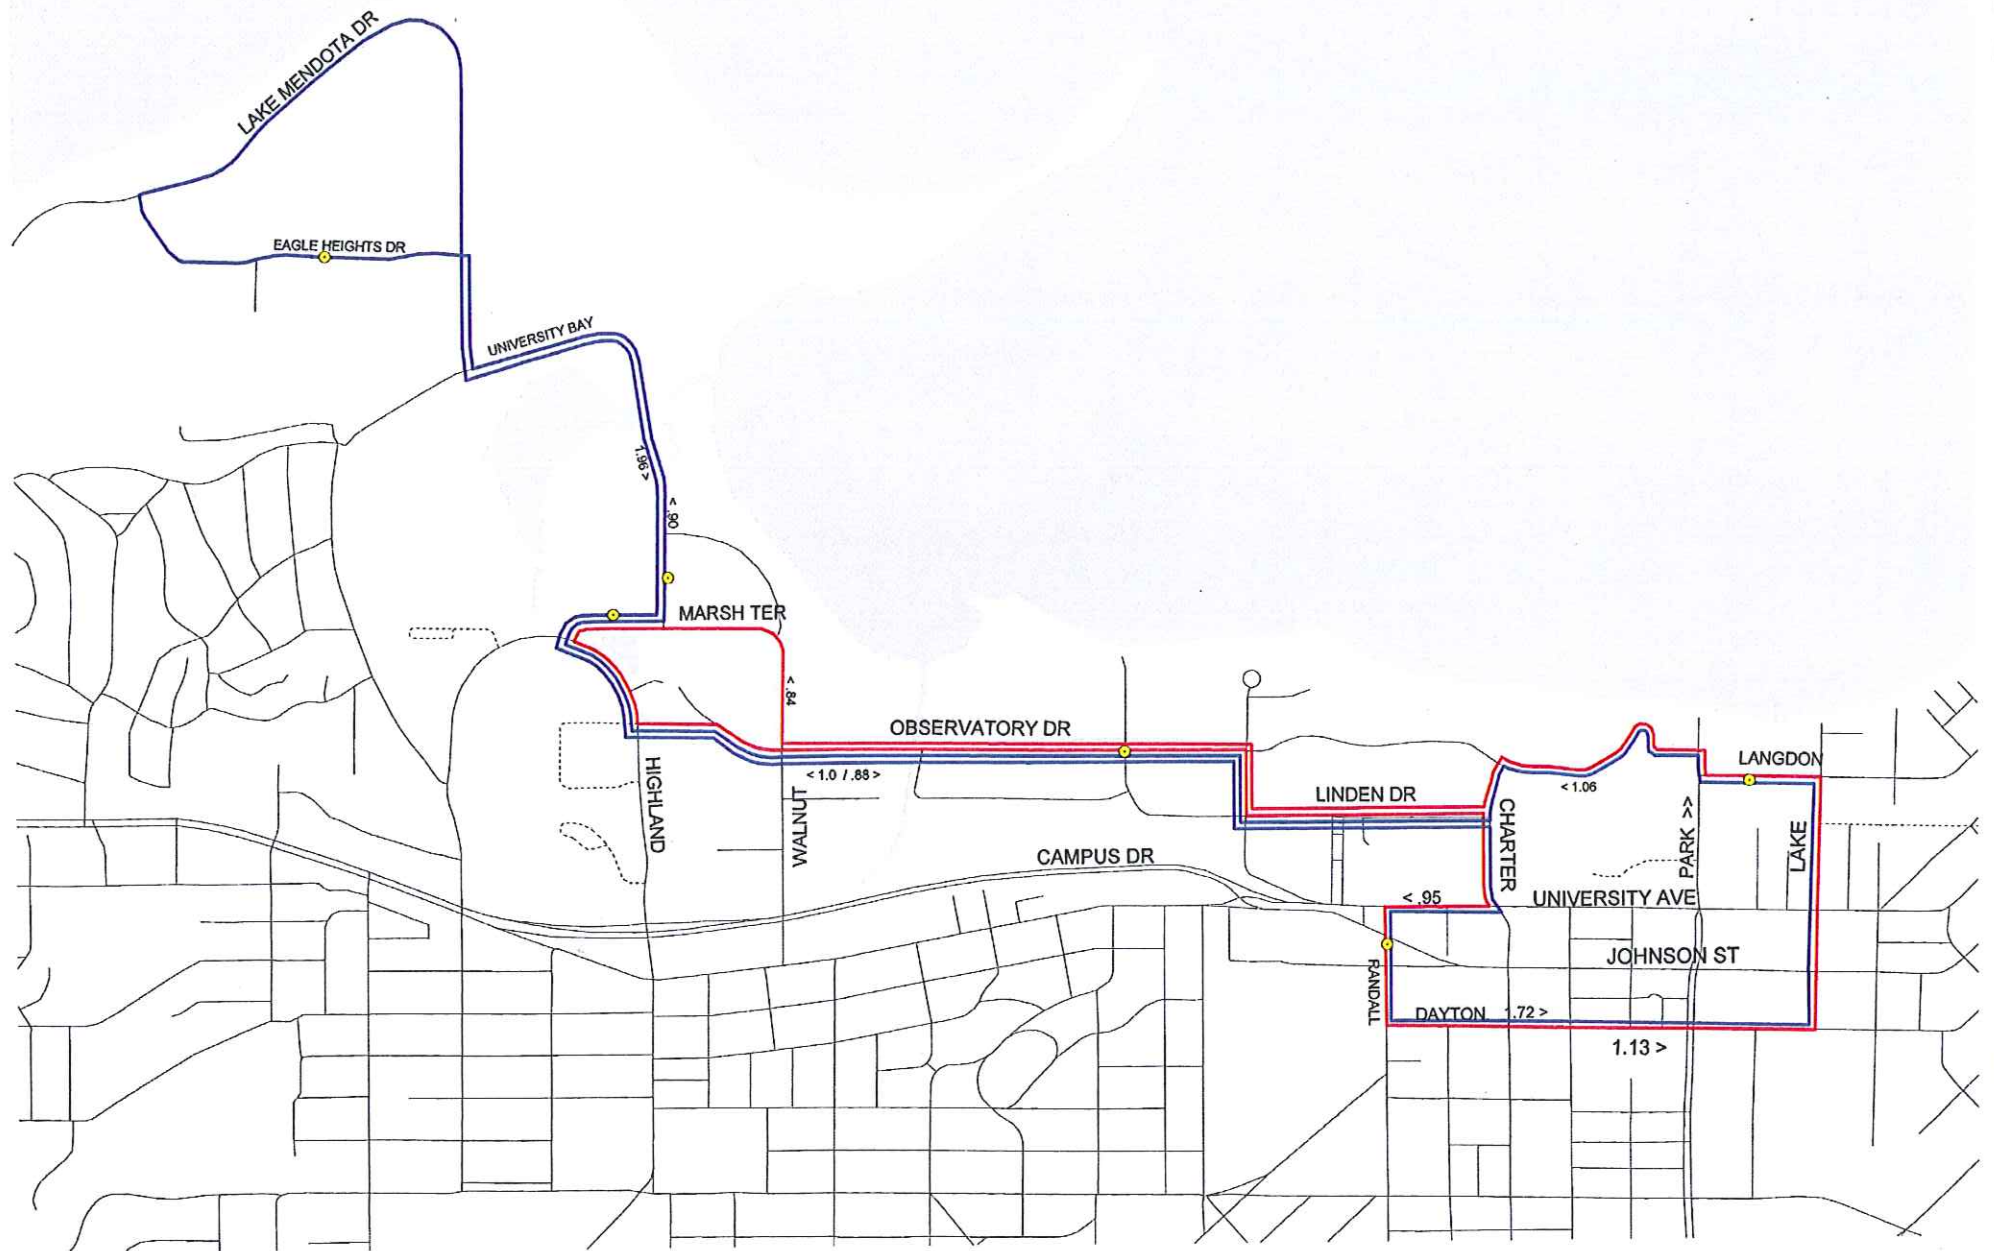 LAKE MENDOTA DR
EAGLE HEIGHTS DR
UNIVERSITY BAY
1.96 >
< .90
MARSH TER
< .84
OBSERVATORY DR
< 1.0 / .88 >
HIGHLAND
WALNUT
LINDEN DR
CAMPUS DR
CHARTER
< 1.06
LANGDON
PARK >>
LAKE
< .95
UNIVERSITY AVE
JOHNSON ST
RANDALL
DAYTON 1.72 >
1.13 >